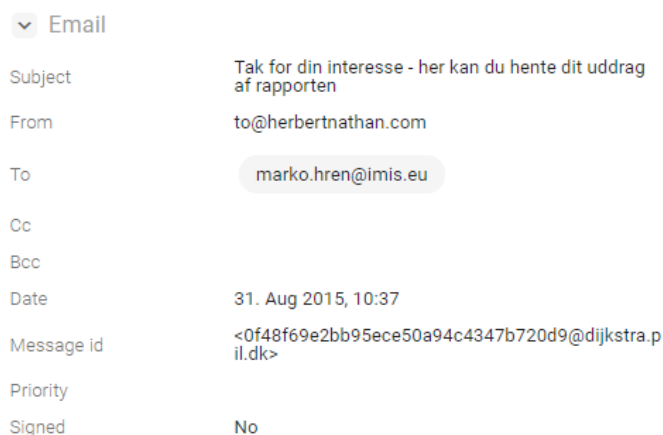 Email
Subject
Tak for din interesse - her kan du hente dit uddrag
af rapporten
From
to@herbertnathan.com
To
marko.hren@imis.eu
Cc
Bcc
Date
31. Aug 2015, 10:37
Message id
<0f48f69e2bb95ece50a94c4347b720d9@dijkstra.p
il.dk>
Priority
Signed
No